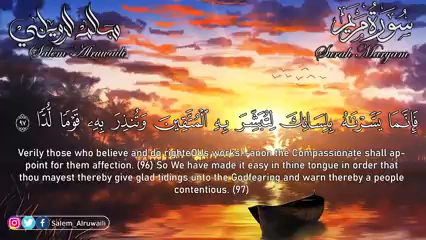 سالم الرويلي
سورة مريم
Salem Alruwaili
Surah Maryam
فَإِنَّمَا يَسَّرْنَاهُ بِلِسَانِكَ لِتُبَشِّرَ بِهِ الْمُتَّقِينَ وَتُنذِرَ بِهِ قَوْمًا لُّدًّا ٩٧
Verily those who believe and do righteous works, anon the Compassionate shall ap-
point for them affection. (96) So We have made it easy in thine tongue in order that
thou mayest thereby give glad tidings unto the Godfearing and warn thereby a people
contentious. (97)
Salem_Alruwaili